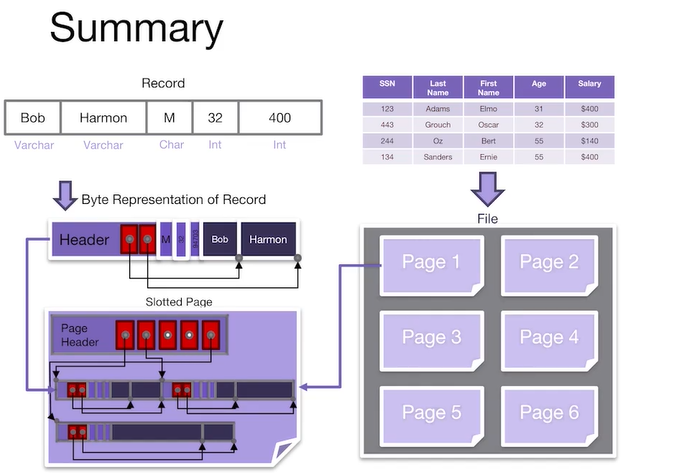 Summary
Record
Bob Harmon M 32 400
Varchar Varchar Char Int Int
SSN Last Name First Name Age Salary
123 Adams Elmo 31 $400
443 Grouch Oscar 32 $300
244 Oz Bert 55 $140
134 Sanders Ernie 55 $400
Byte Representation of Record
Header M 32 Bob Harmon
File
Page 1 Page 2
Page 3 Page 4
Page 5 Page 6
Slotted Page
Page
Header